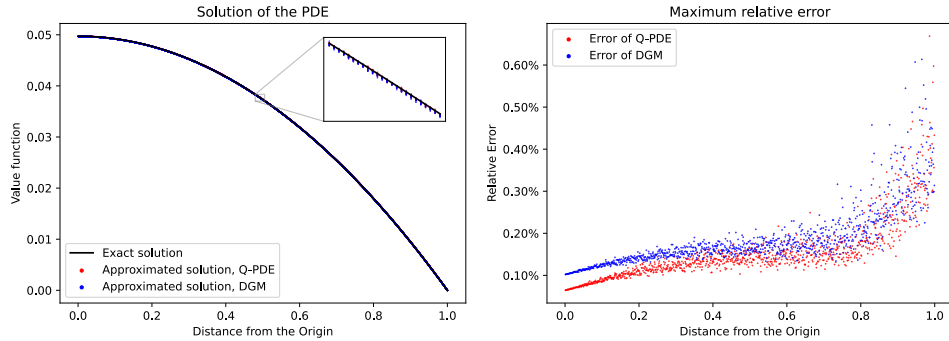 Solution of the PDE
0.05
0.04
0.03
0.02
0.01
0.00
Value function
Exact solution
Approximated solution, Q-PDE
Approximated solution, DGM
0.0 0.2 0.4 0.6 0.8 1.0
Distance from the Origin
Maximum relative error
Error of Q-PDE
Error of DGM
0.60%
0.50%
0.40%
0.30%
0.20%
0.10%
Relative Error
0.0 0.2 0.4 0.6 0.8 1.0
Distance from the Origin